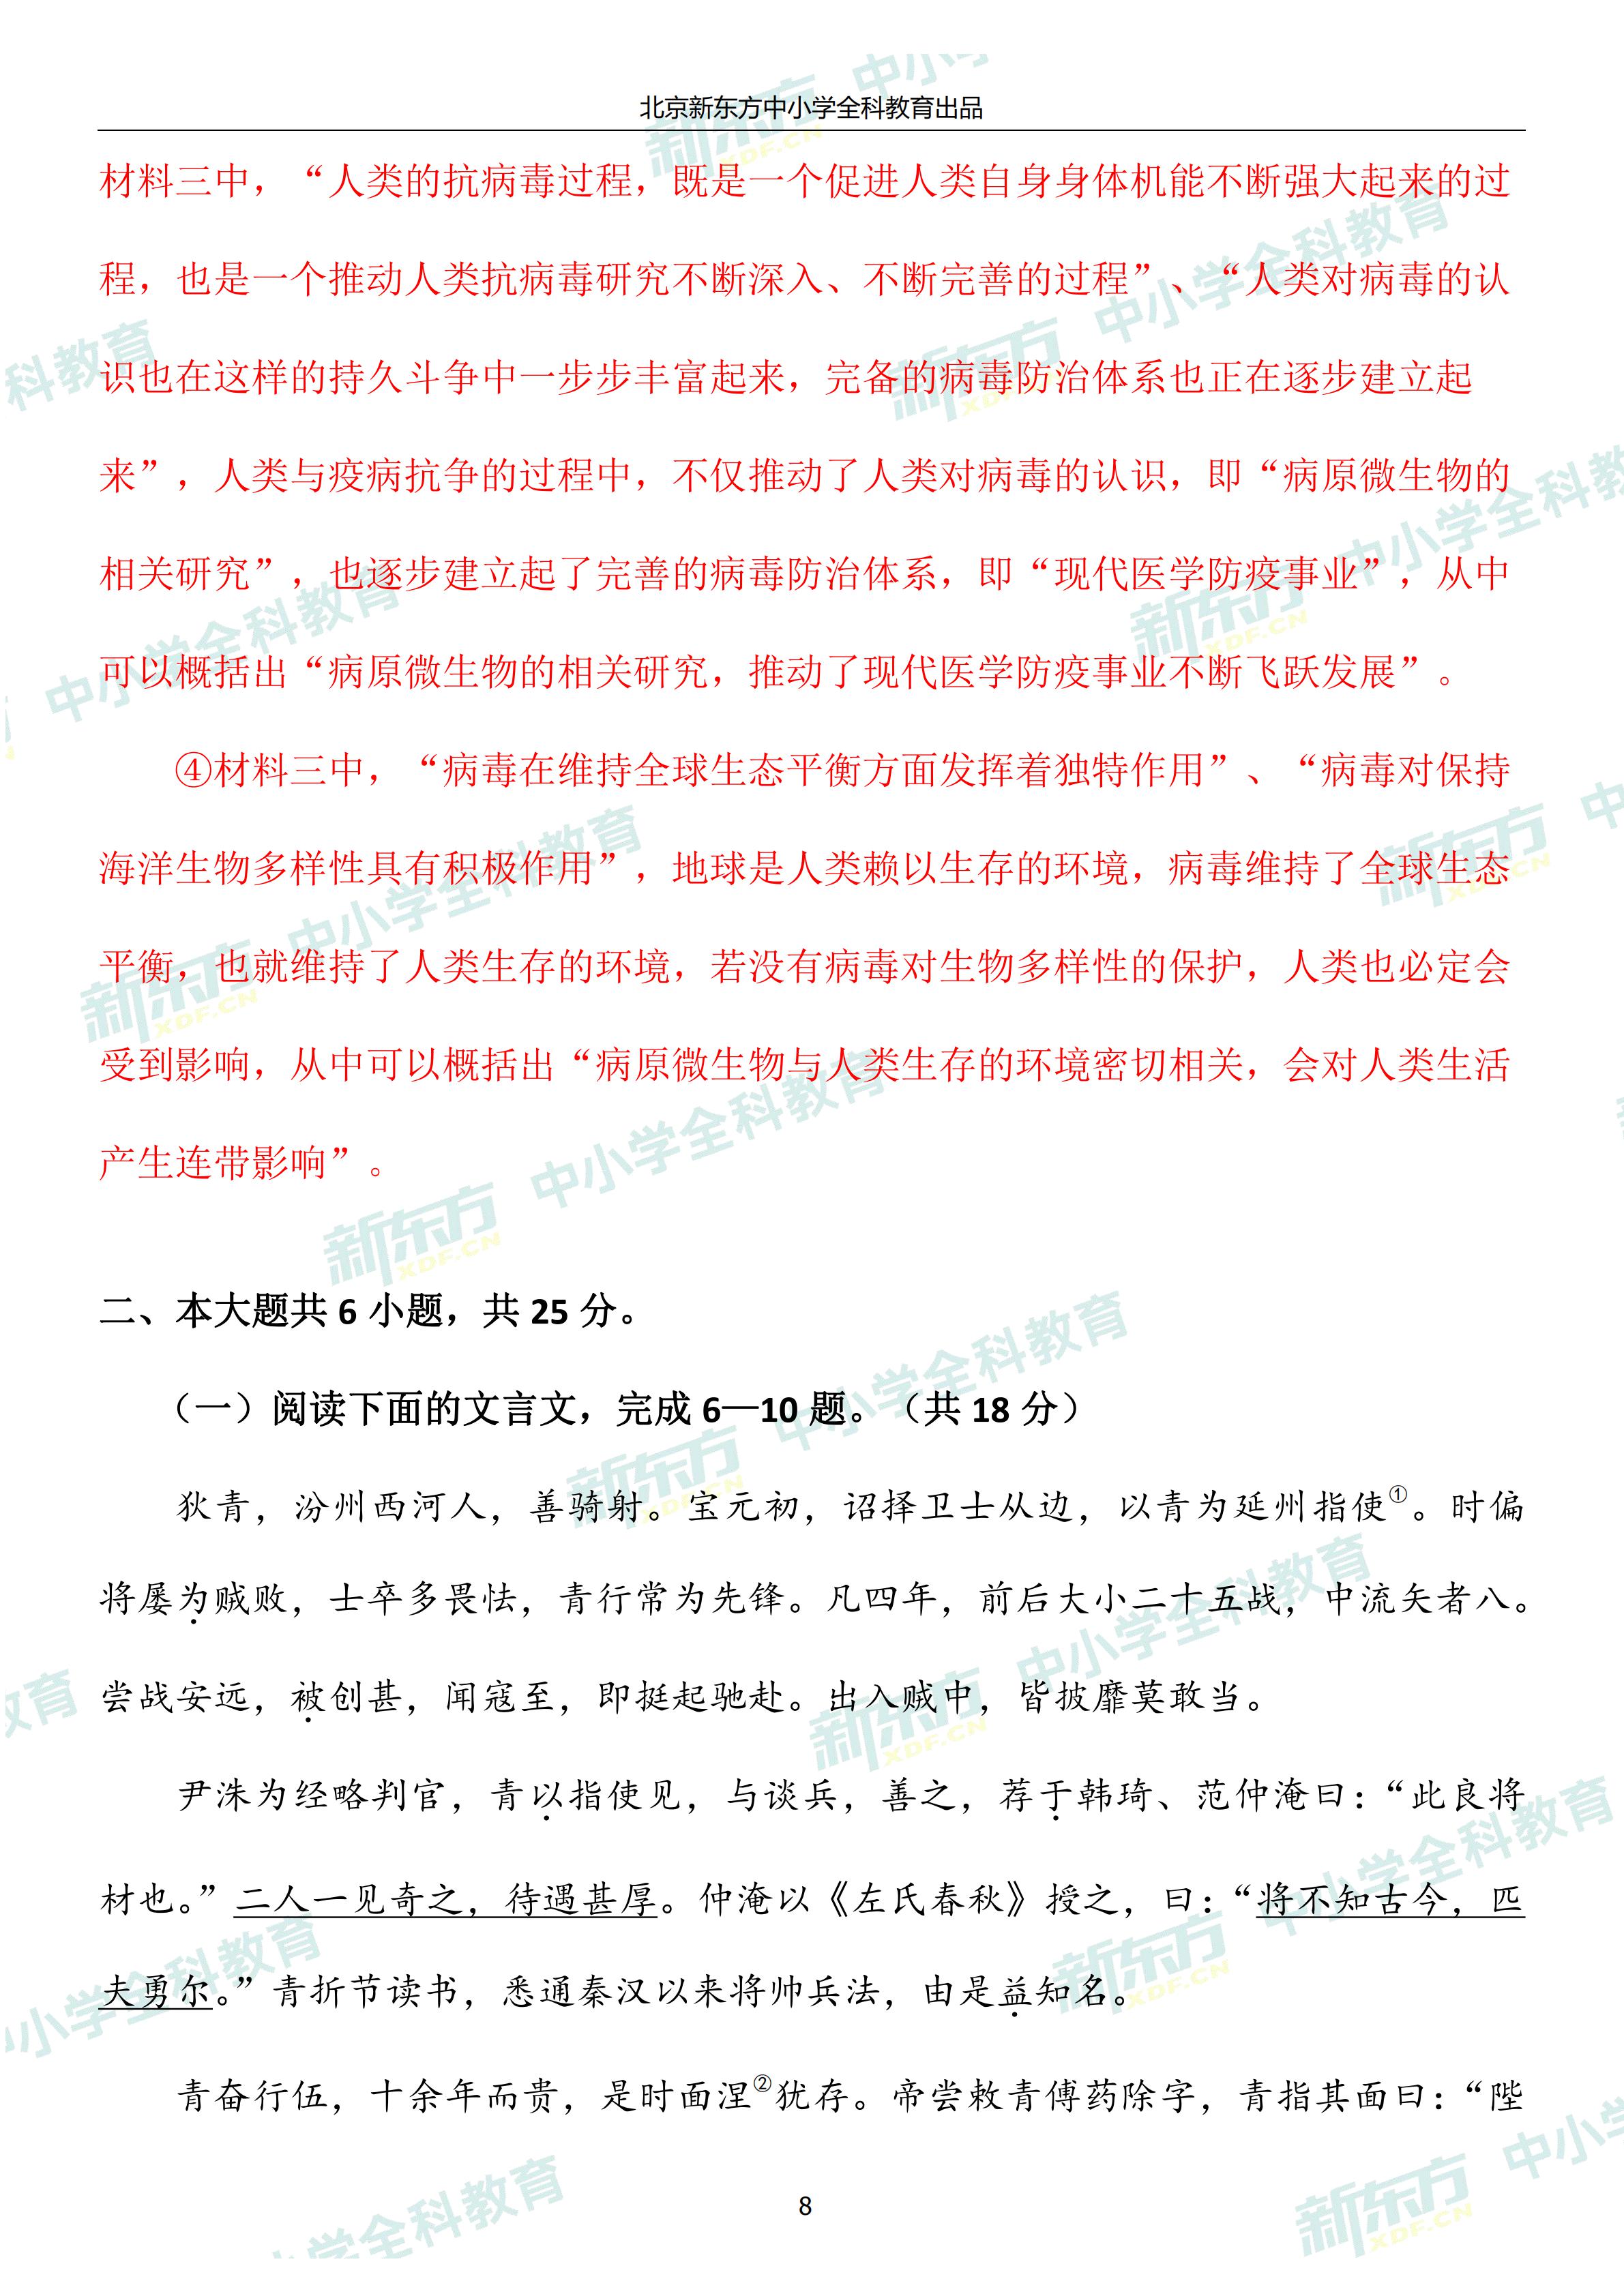 北京新东方中小学全科教育出品
材料三中，“人类的抗病毒过程，既是一个促进人类自身身体机能不断强大起来的过
程，也是一个推动人类抗病毒研究不断深入、不断完善的过程”、“人类对病毒的认
识也在这样的持久斗争中一步步丰富起来，完备的病毒防治体系也正在逐步建立起
来”，人类与疫病抗争的过程中，不仅推动了人类对病毒的认识，即“病原微生物的
相关研究”，也逐步建立起了完善的病毒防治体系，即“现代医学防疫事业”，从中
可以概括出“病原微生物的相关研究，推动了现代医学防疫事业不断飞跃发展”。
④材料三中，“病毒在维持全球生态平衡方面发挥着独特作用”、“病毒对保持
海洋生物多样性具有积极作用”，地球是人类赖以生存的环境，病毒维持了全球生态
平衡，也就维持了人类生存的环境，若没有病毒对生物多样性的保护，人类也必定会
受到影响，从中可以概括出“病原微生物与人类生存的环境密切相关，会对人类生活
产生连带影响”。
二、本大题共 6 小题，共 25 分。
（一）阅读下面的文言文，完成 6—10 题。（共 18 分）
狄青，汾州西河人，善骑射。宝元初，诏择卫士从边，以青为延州指使①。时偏
将屡为贼败，士卒多畏怯，青行常为先锋。凡四年，前后大小二十五战，中流矢者八。
尝战安远，被创甚，闻寇至，即挺起驰赴。出入贼中，皆披靡莫敢当。
尹洙为经略判官，青以指使见，与谈兵，善之，荐于韩琦、范仲淹曰：“此良将
材也。”二人一见奇之，待遇甚厚。仲淹以《左氏春秋》授之，曰：“将不知古今，匹
夫勇尔。”青折节读书，悉通秦汉以来将帅兵法，由是益知名。
青奋行伍，十余年而贵，是时面涅②犹存。帝尝敕青傅药除字，青指其面曰：“陛
8
新东方 XDF.CN 中小学全科教育